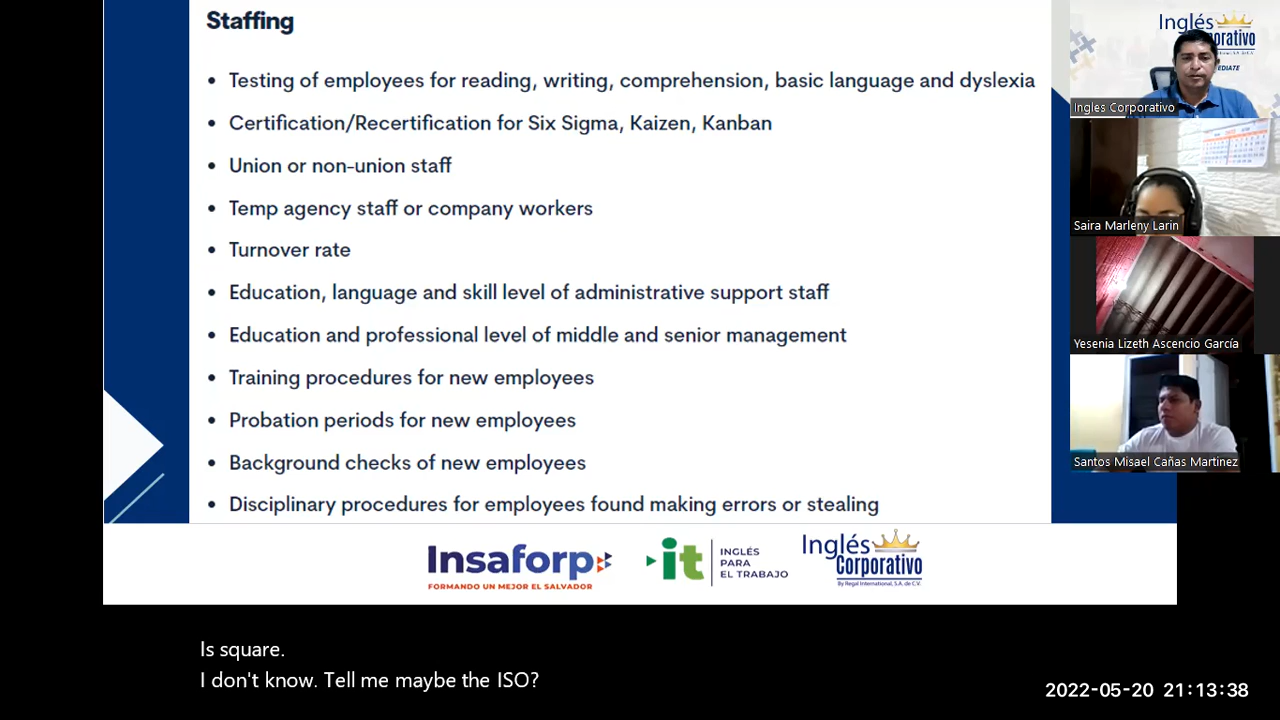 Staffing
• Testing of employees for reading, writing, comprehension, basic language and dyslexia
• Certification/Recertification for Six Sigma, Kaizen, Kanban
• Union or non-union staff
• Temp agency staff or company workers
• Turnover rate
• Education, language and skill level of administrative support staff
• Education and professional level of middle and senior management
• Training procedures for new employees
• Probation periods for new employees
• Background checks of new employees
• Disciplinary procedures for employees found making errors or stealing
Insaforp
FORMANDO UN MEJOR EL SALVADOR
it
INGLÉS
PARA
EL TRABAJO
Inglés
Corporativo
By Regal International, S.A. de C.V.
Is square.
I don't know. Tell me maybe the ISO?
Inglés
Ingles Corporativo
Saira Marleny Larin
Yesenia Lizeth Ascencio García
Santos Misael Cañas Martinez
2022-05-20 21:13:38